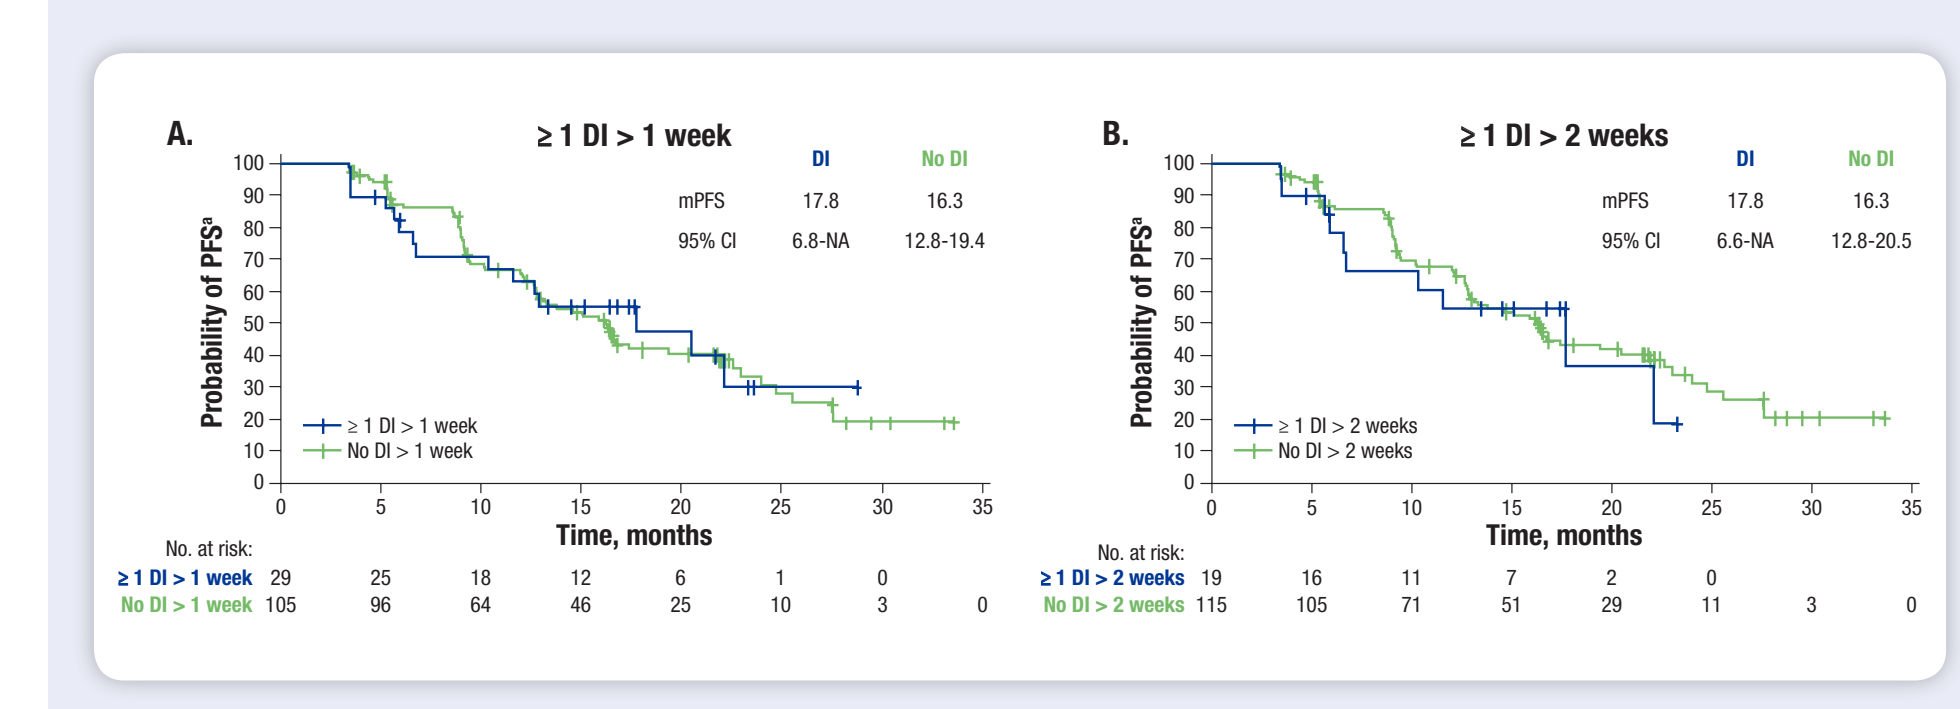 A.
≥ 1 DI > 1 week
DI No DI
mPFS 17.8 16.3
95% CI 6.8-NA 12.8-19.4
Probability of PFSᵃ
100
90
80
70
60
50
40
30
20
10
0
≥ 1 DI > 1 week
No DI > 1 week
0 5 10 15 20 25 30 35
Time, months
No. at risk:
≥ 1 DI > 1 week 29 25 18 12 6 1 0
No DI > 1 week 105 96 64 46 25 10 3 0
B.
≥ 1 DI > 2 weeks
DI No DI
mPFS 17.8 16.3
95% CI 6.6-NA 12.8-20.5
Probability of PFSᵃ
100
90
80
70
60
50
40
30
20
10
0
≥ 1 DI > 2 weeks
No DI > 2 weeks
0 5 10 15 20 25 30 35
Time, months
No. at risk:
≥ 1 DI > 2 weeks 19 16 11 7 2 0
No DI > 2 weeks 115 105 71 51 29 11 3 0